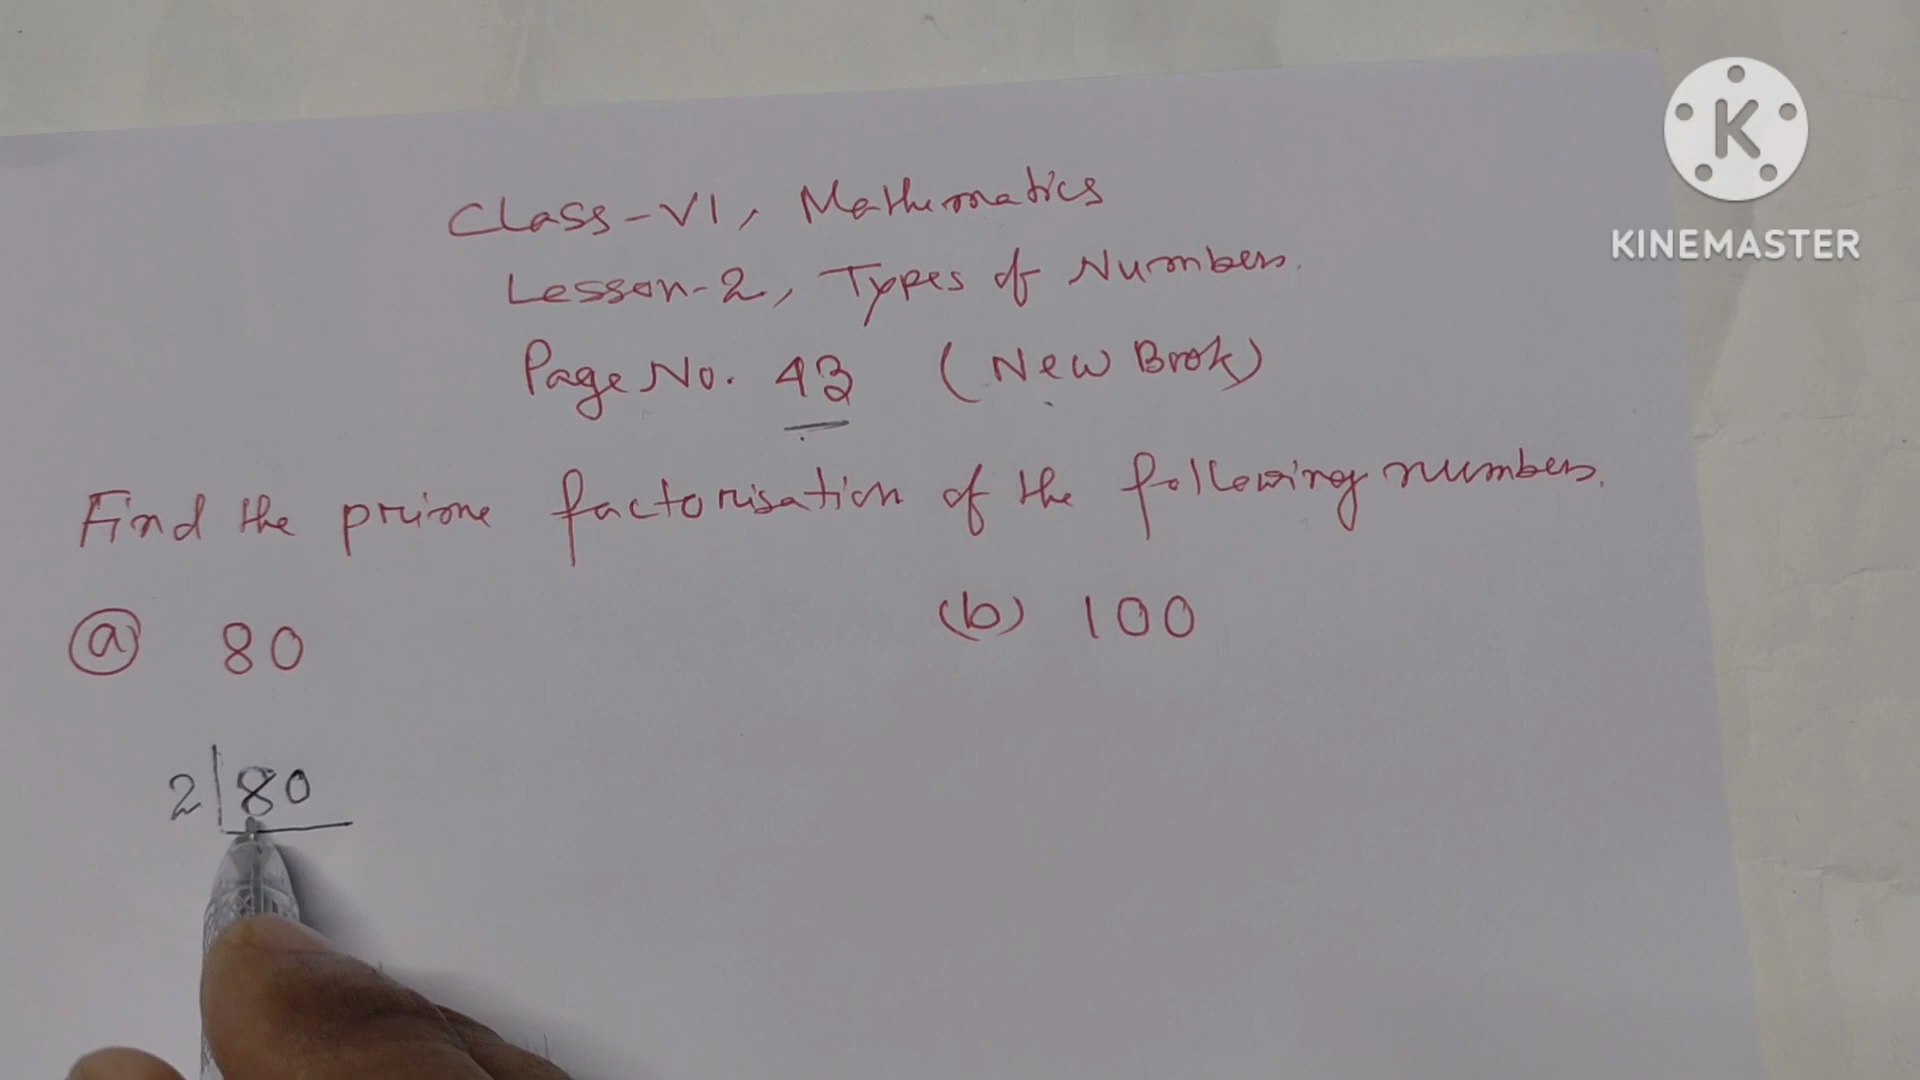 Class-VI, Mathematics
Lesson-2, Types of Numbers.
Page No. 43 (New Book)
Find the prime factorisation of the following numbers.
(a) 80 (b) 100
2 80
K
KINEMASTER